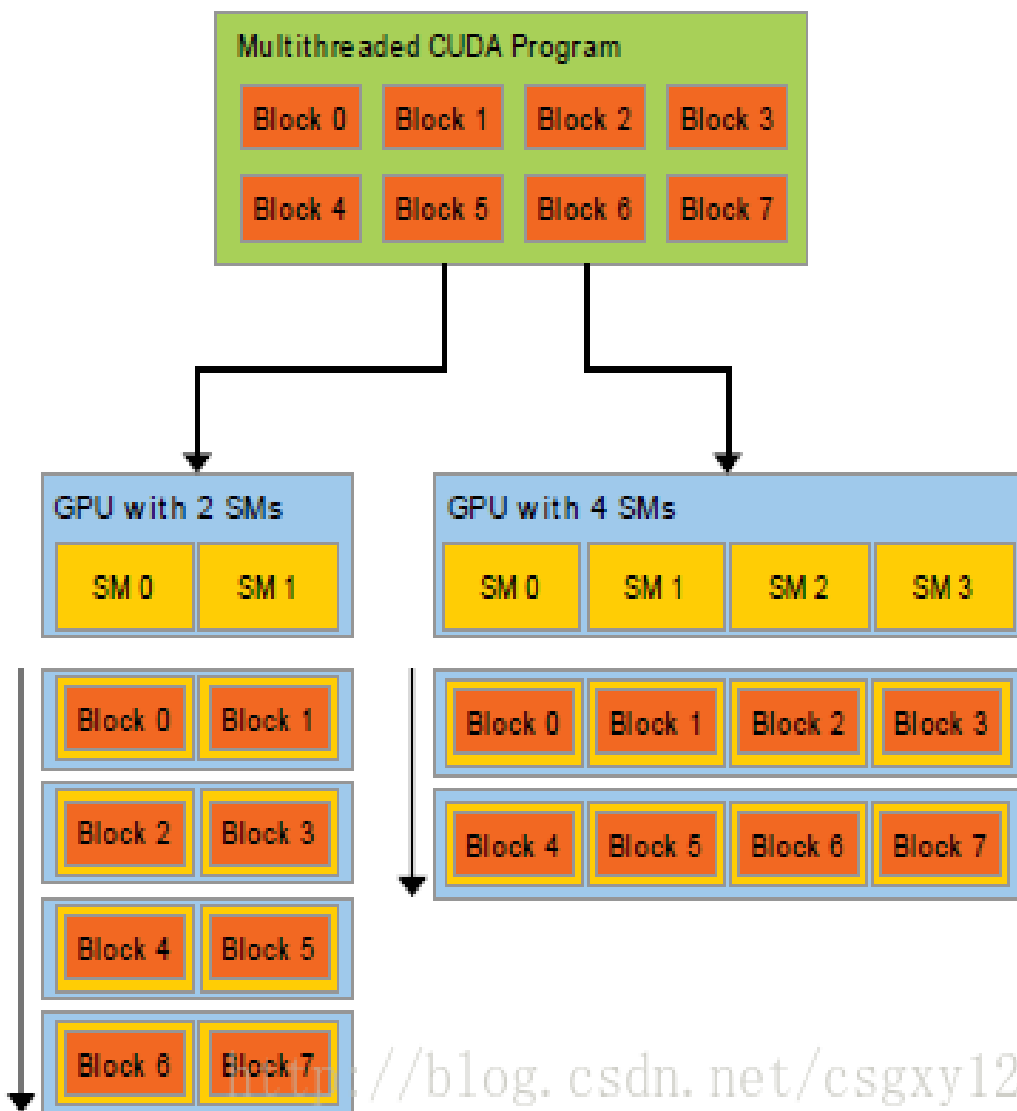 Multithreaded CUDA Program
Block 0 Block 1 Block 2 Block 3
Block 4 Block 5 Block 6 Block 7
GPU with 2 SMs
SM 0 SM 1
Block 0 Block 1
Block 2 Block 3
Block 4 Block 5
Block 6 Block 7
GPU with 4 SMs
SM 0 SM 1 SM 2 SM 3
Block 0 Block 1 Block 2 Block 3
Block 4 Block 5 Block 6 Block 7
http://blog.csdn.net/csgxy12